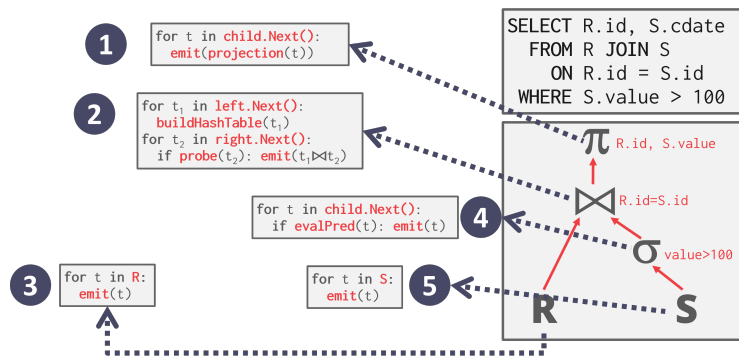 1
for t in child.Next():
emit(projection(t))
2
for t₁ in left.Next():
buildHashTable(t₁)
for t₂ in right.Next():
if probe(t₂): emit(t₁⨝t₂)
for t in child.Next():
if evalPred(t): emit(t)
4
3
for t in R:
emit(t)
for t in S:
emit(t)
5
SELECT R.id, S.cdate
FROM R JOIN S
ON R.id = S.id
WHERE S.value > 100
π R.id, S.value
⨝ R.id=S.id
σ value>100
R S